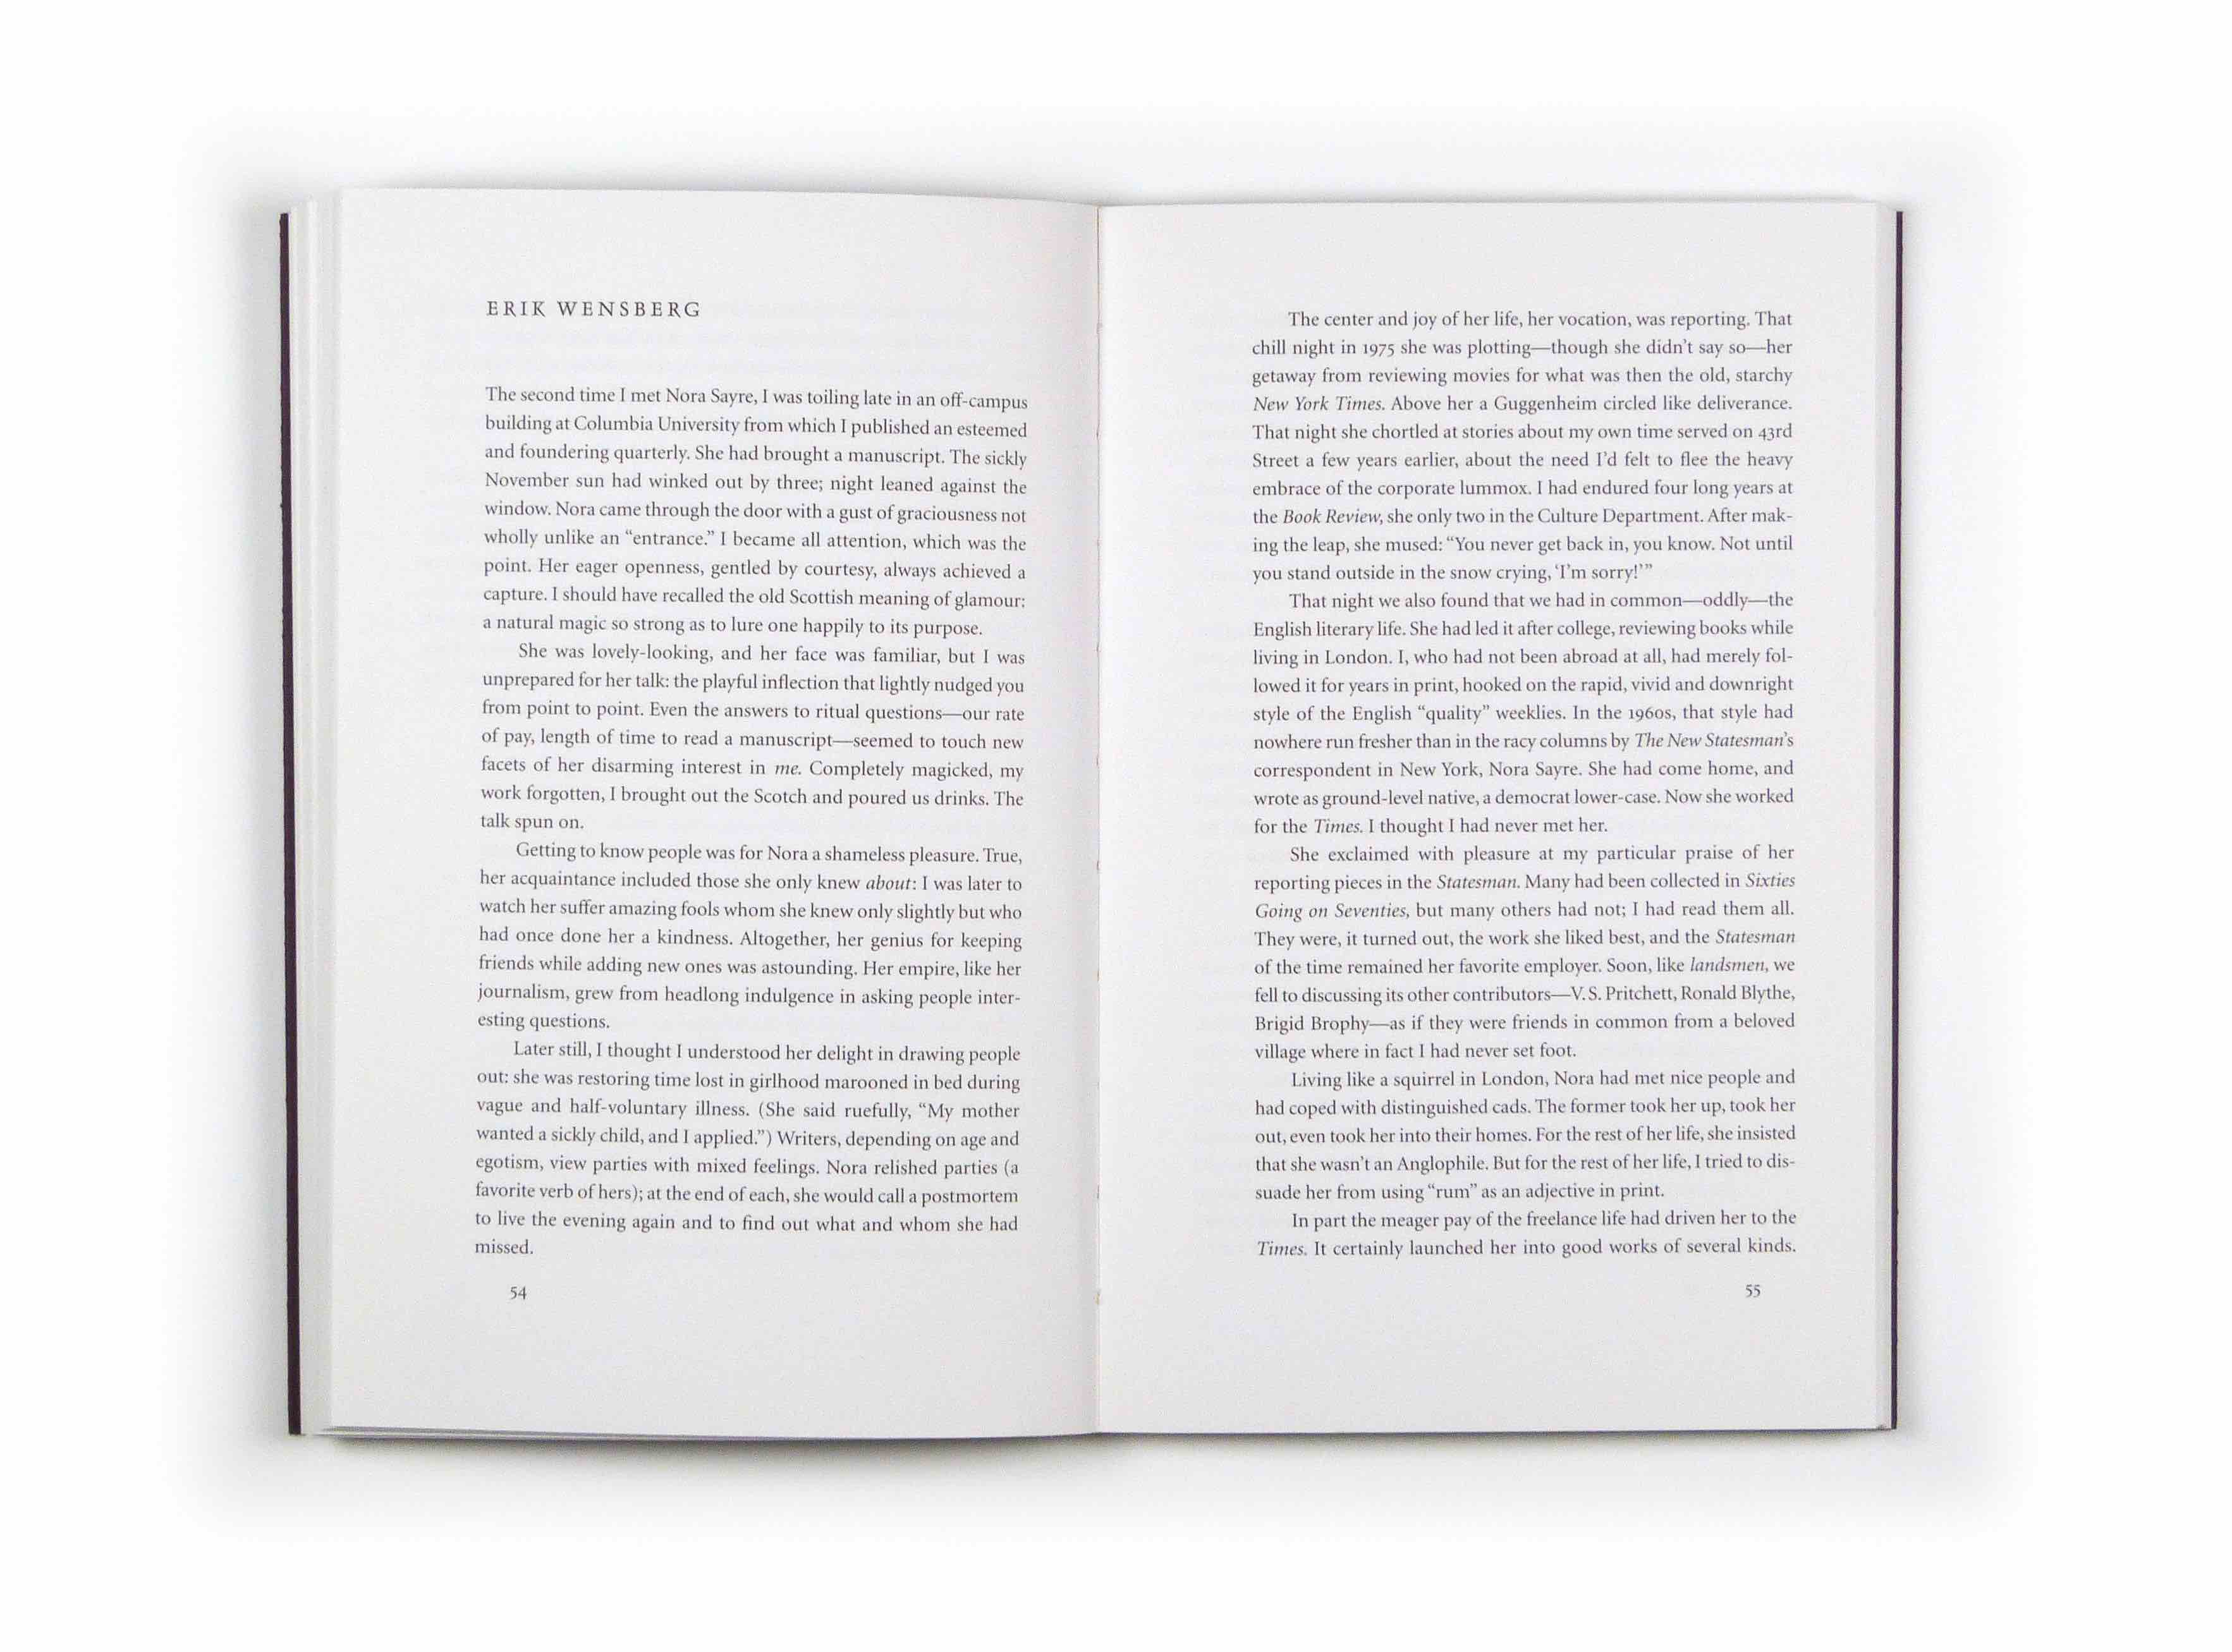 ERIK WENSBERG
The second time I met Nora Sayre, I was toiling late in an off-campus
building at Columbia University from which I published an esteemed
and foundering quarterly. She had brought a manuscript. The sickly
November sun had winked out by three; night leaned against the
window. Nora came through the door with a gust of graciousness not
wholly unlike an “entrance.” I became all attention, which was the
point. Her eager openness, gentled by courtesy, always achieved a
capture. I should have recalled the old Scottish meaning of glamour:
a natural magic so strong as to lure one happily to its purpose.
She was lovely-looking, and her face was familiar, but I was
unprepared for her talk: the playful inflection that lightly nudged you
from point to point. Even the answers to ritual questions—our rate
of pay, length of time to read a manuscript—seemed to touch new
facets of her disarming interest in me. Completely magicked, my
work forgotten, I brought out the Scotch and poured us drinks. The
talk spun on.
Getting to know people was for Nora a shameless pleasure. True,
her acquaintance included those she only knew about: I was later to
watch her suffer amazing fools whom she knew only slightly but who
had once done her a kindness. Altogether, her genius for keeping
friends while adding new ones was astounding. Her empire, like her
journalism, grew from headlong indulgence in asking people inter-
esting questions.
Later still, I thought I understood her delight in drawing people
out: she was restoring time lost in girlhood marooned in bed during
vague and half-voluntary illness. (She said ruefully, “My mother
wanted a sickly child, and I applied.”) Writers, depending on age and
egotism, view parties with mixed feelings. Nora relished parties (a
favorite verb of hers); at the end of each, she would call a postmortem
to live the evening again and to find out what and whom she had
missed.
54
The center and joy of her life, her vocation, was reporting. That
chill night in 1975 she was plotting—though she didn’t say so—her
getaway from reviewing movies for what was then the old, starchy
New York Times. Above her a Guggenheim circled like deliverance.
That night she chortled at stories about my own time served on 43rd
Street a few years earlier, about the need I’d felt to flee the heavy
embrace of the corporate lummox. I had endured four long years at
the Book Review, she only two in the Culture Department. After mak-
ing the leap, she mused: “You never get back in, you know. Not until
you stand outside in the snow crying, ‘I’m sorry!’”
That night we also found that we had in common—oddly—the
English literary life. She had led it after college, reviewing books while
living in London. I, who had not been abroad at all, had merely fol-
lowed it for years in print, hooked on the rapid, vivid and downright
style of the English “quality” weeklies. In the 1960s, that style had
nowhere run fresher than in the racy columns by The New Statesman’s
correspondent in New York, Nora Sayre. She had come home, and
wrote as ground-level native, a democrat lower-case. Now she worked
for the Times. I thought I had never met her.
She exclaimed with pleasure at my particular praise of her
reporting pieces in the Statesman. Many had been collected in Sixties
Going on Seventies, but many others had not; I had read them all.
They were, it turned out, the work she liked best, and the Statesman
of the time remained her favorite employer. Soon, like landsmen, we
fell to discussing its other contributors—V. S. Pritchett, Ronald Blythe,
Brigid Brophy—as if they were friends in common from a beloved
village where in fact I had never set foot.
Living like a squirrel in London, Nora had met nice people and
had coped with distinguished cads. The former took her up, took her
out, even took her into their homes. For the rest of her life, she insisted
that she wasn’t an Anglophile. But for the rest of her life, I tried to dis-
suade her from using “rum” as an adjective in print.
In part the meager pay of the freelance life had driven her to the
Times. It certainly launched her into good works of several kinds.
55